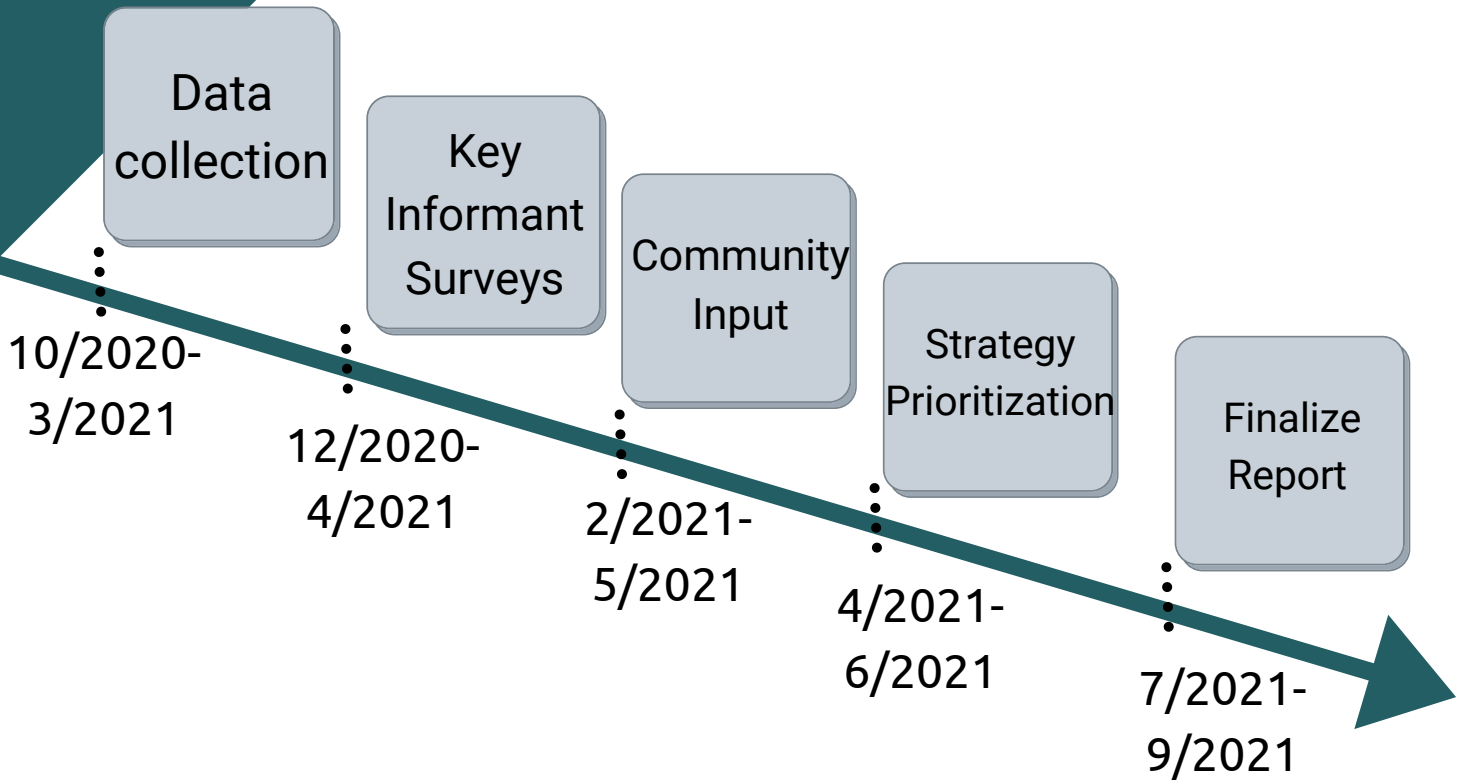 Data
collection
10/2020-
3/2021
Key
Informant
Surveys
12/2020-
4/2021
Community
Input
2/2021-
5/2021
Strategy
Prioritization
4/2021-
6/2021
Finalize
Report
7/2021-
9/2021